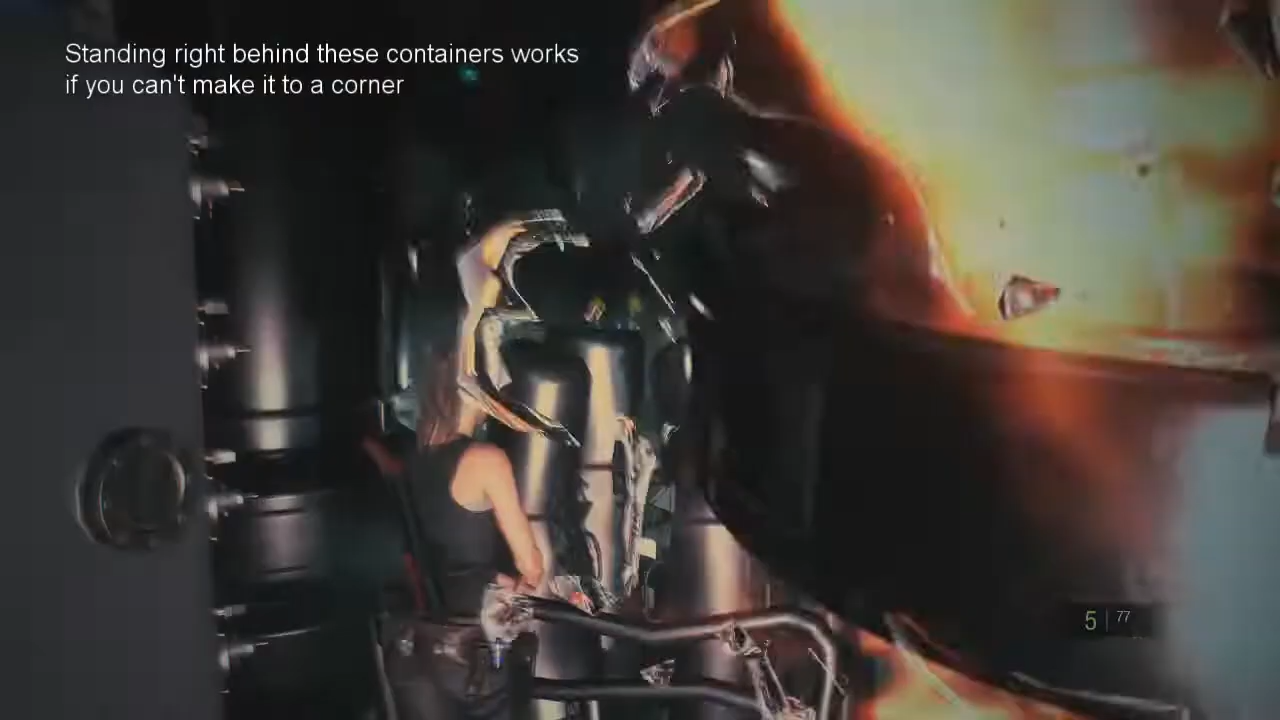 Standing right behind these containers works
if you can't make it to a corner
5 | 77